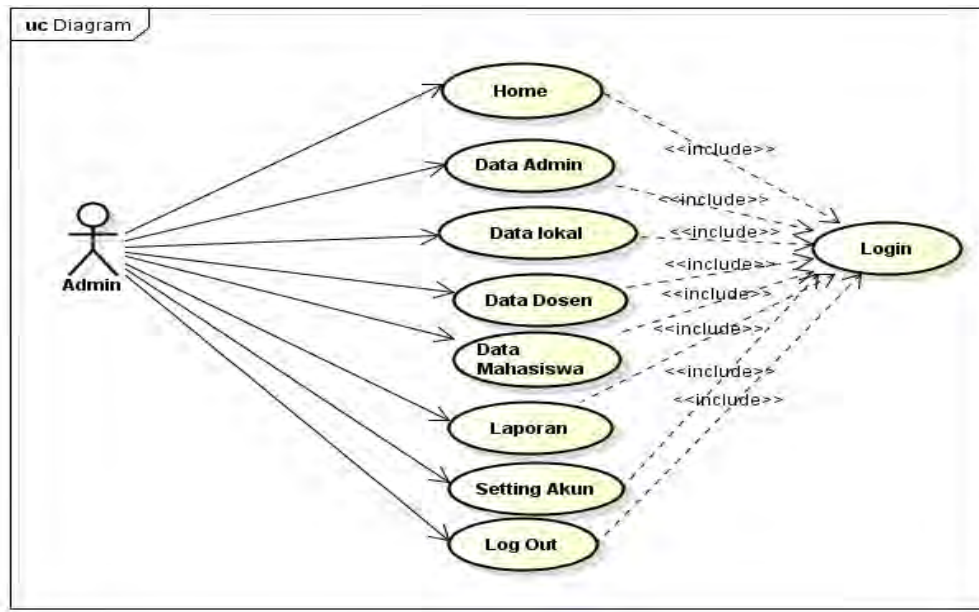 uc Diagram
Home
<<include>>
Data Admin
<<include>>
Data lokal
<<include>>
Login
Admin
<<include>>
Data Dosen
<<include>>
<<include>>
Data
Mahasiswa
<<include>>
<<include>>
Laporan
Setting Akun
Log Out